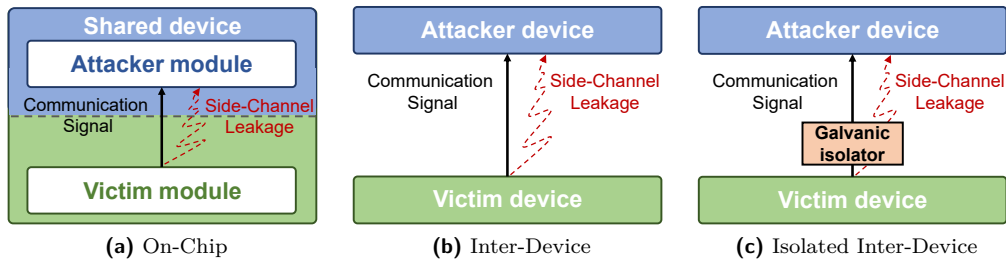 Shared device
Attacker module
Communication
Signal
Side-Channel
Leakage
Victim module
(a) On-Chip
Attacker device
Communication
Signal
Side-Channel
Leakage
Victim device
(b) Inter-Device
Attacker device
Communication
Signal
Side-Channel
Leakage
Galvanic
isolator
Victim device
(c) Isolated Inter-Device